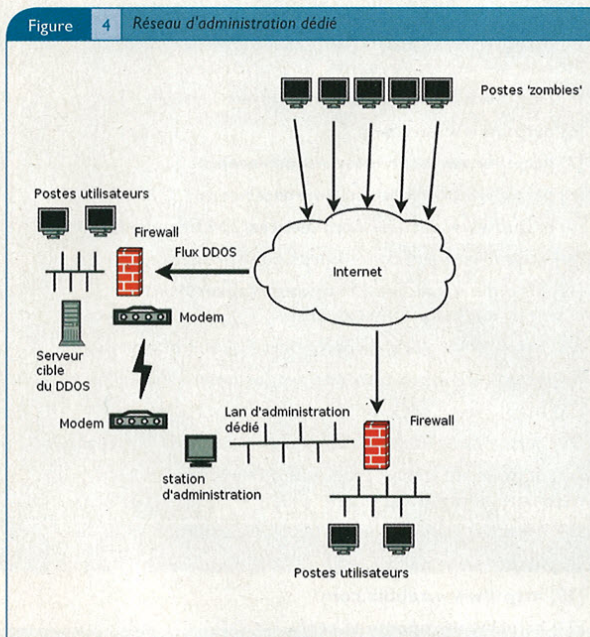 Figure 4 Réseau d'administration dédié
Postes 'zombies'
Postes utilisateurs
Firewall
Flux DDOS
Internet
Modem
Serveur
cible
du DDOS
Modem
Lan d'administration
dédié
Firewall
station
d'administration
Postes utilisateurs